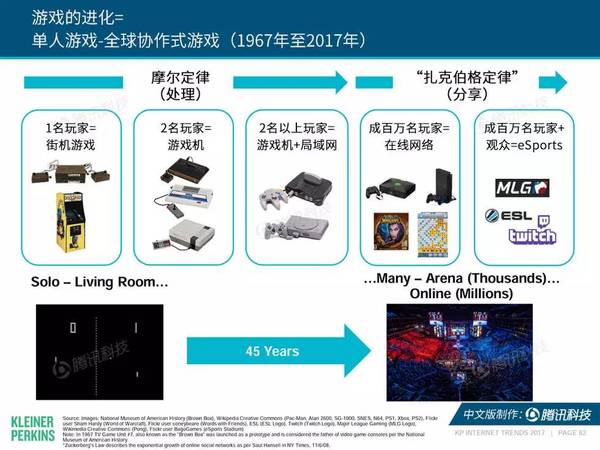 游戏的进化=
单人游戏-全球协作式游戏（1967年至2017年）
摩尔定律
（处理）
“扎克伯格定律”
（分享）
1名玩家=
街机游戏
2名玩家=
游戏机
2名以上玩家=
游戏机+局域网
成百万名玩家=
在线网络
成百万名玩家+
观众=eSports
MLG
ESL
twitch
Solo – Living Room…
…Many – Arena (Thousands)…
Online (Millions)
45 Years
腾讯科技
KLEINER
PERKINS
Source: Images: National Museum of American History (Brown Box), Wikipedia Creative Commons (Pac-Man, Atari 2600, SG-1000, SNES, N64, PS1, Xbox, PS2), Flickr
user Sham Hardy (World of Warcraft), Flickr user coneybeare (Words with Friends), ESL (ESL Logo), Twitch (Twitch Logo), Major League Gaming (MLG Logo),
Wikimedia Creative Commons (Pong), Flickr user BagoGames (eSports Stadium)
Note: In 1967 TV Game Unit #7, also known as the "Brown Box" was launched as a prototype and is considered the father of video game consoles per the National
Museum of American History.
*Zuckerberg's Law describes the exponential growth of online social networks as per Saul Hansell in NY Times, 11/6/08.
中文版制作：腾讯科技
KP INTERNET TRENDS 2017 | PAGE 82